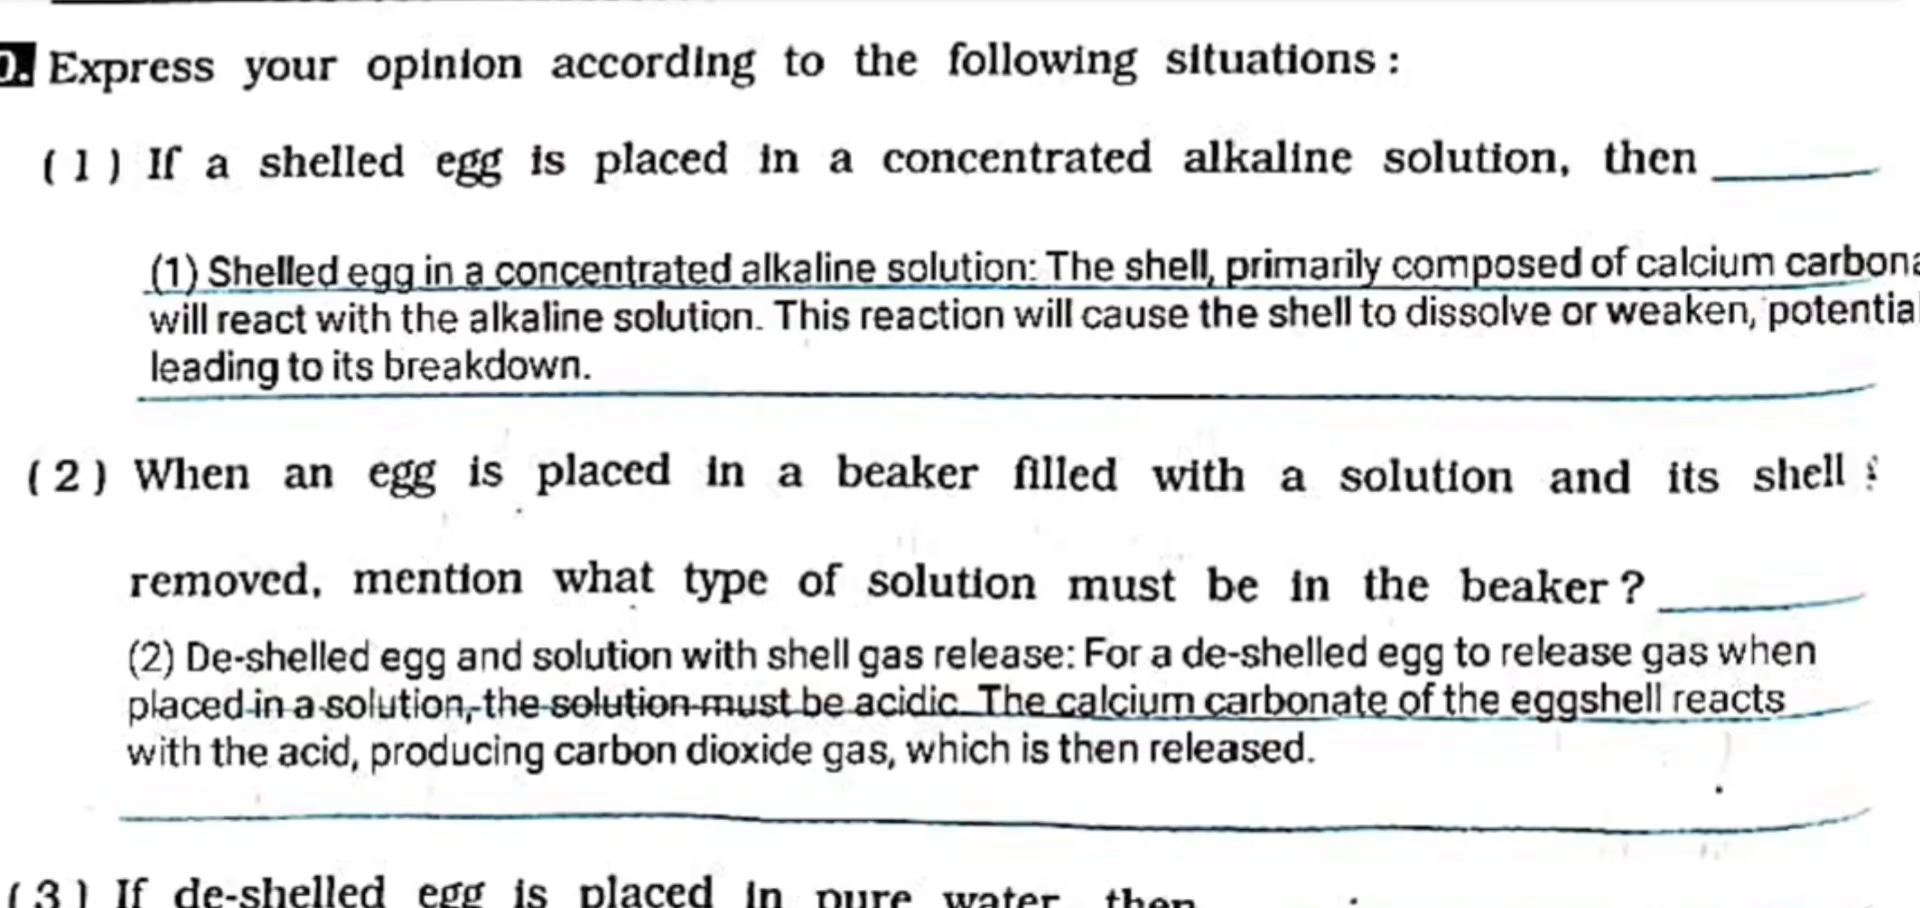 0. Express your opinion according to the following situations :
( 1 ) If a shelled egg is placed in a concentrated alkaline solution, then
(1) Shelled egg in a concentrated alkaline solution: The shell, primarily composed of calcium carbona
will react with the alkaline solution. This reaction will cause the shell to dissolve or weaken, potential
leading to its breakdown.
( 2 ) When an egg is placed in a beaker filled with a solution and its shell
removed, mention what type of solution must be in the beaker ?
(2) De-shelled egg and solution with shell gas release: For a de-shelled egg to release gas when
placed in a solution, the solution must be acidic. The calcium carbonate of the eggshell reacts
with the acid, producing carbon dioxide gas, which is then released.
( 3 ) If de-shelled egg is placed in pure water, then